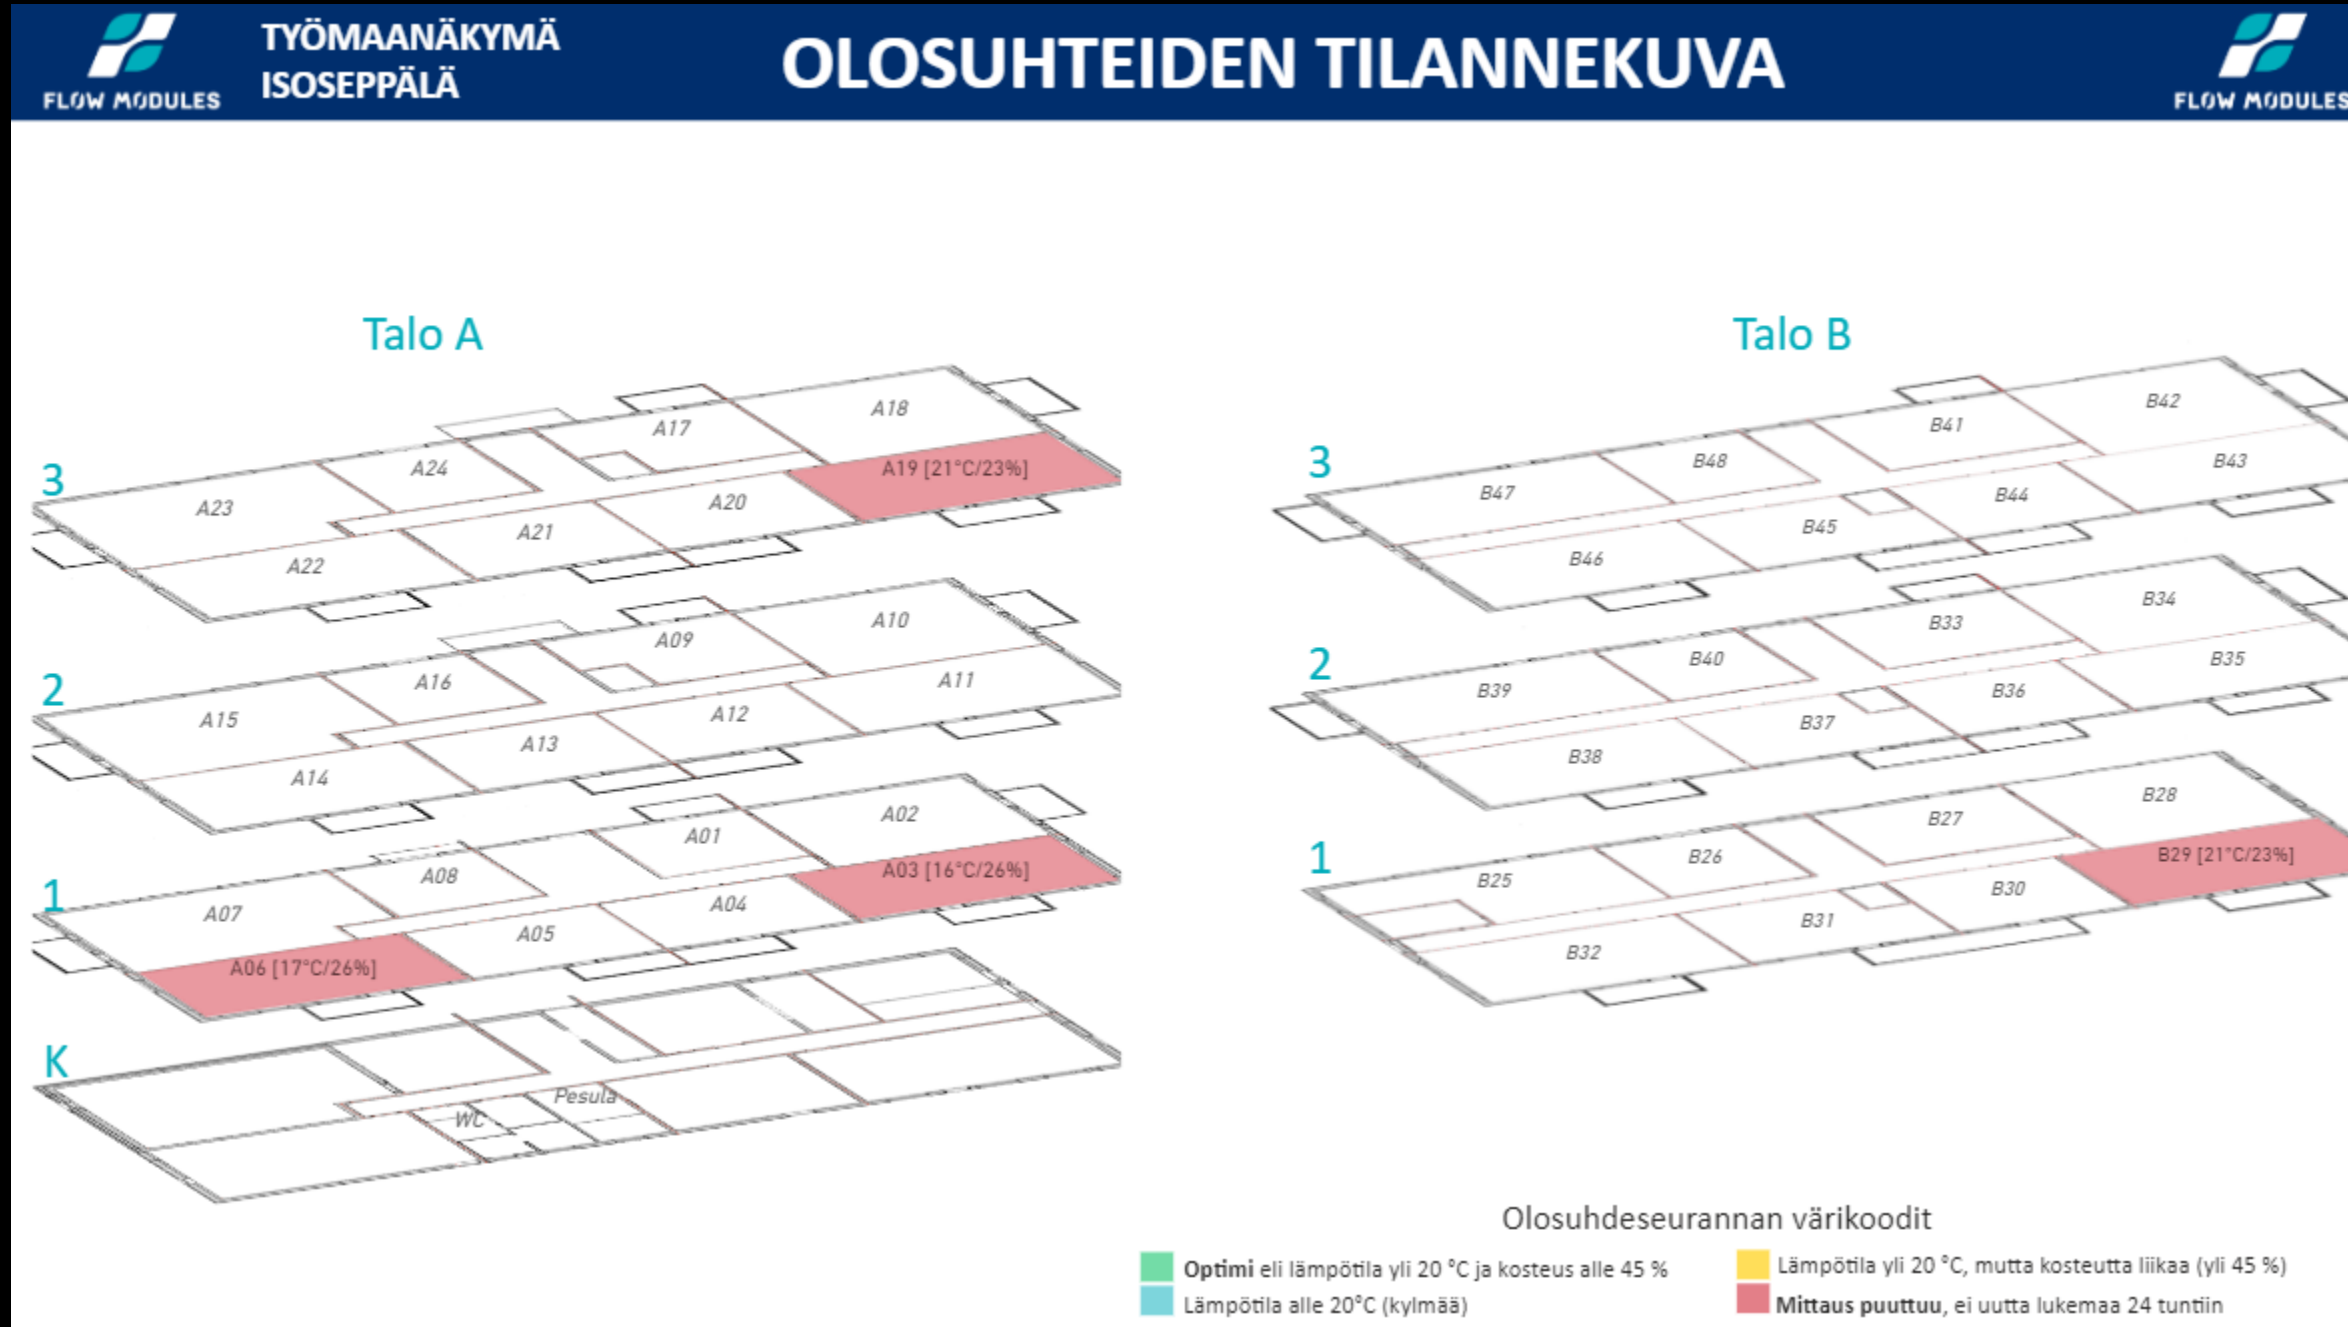 FLOW MODULES
TYÖMAANÄKYMÄ
ISOSEPPÄLÄ
OLOSUHTEIDEN TILANNEKUVA
FLOW MODULES
Talo A
3
A17
A18
A24
A19 [21°C/23%]
A23
A20
A21
A22
2
A09
A10
A16
A11
A15
A12
A13
A14
1
A01
A02
A08
A03 [16°C/26%]
A07
A04
A05
A06 [17°C/26%]
K
Pesula
WC
Talo B
3
B41
B42
B48
B43
B47
B44
B45
B46
2
B33
B34
B40
B35
B39
B36
B37
B38
1
B27
B28
B26
B29 [21°C/23%]
B25
B30
B31
B32
Olosuhdeseurannan värikoodit
Optimi eli lämpötila yli 20 °C ja kosteus alle 45 %
Lämpötila alle 20°C (kylmää)
Lämpötila yli 20 °C, mutta kosteutta liikaa (yli 45 %)
Mittaus puuttuu, ei uutta lukemaa 24 tuntiin